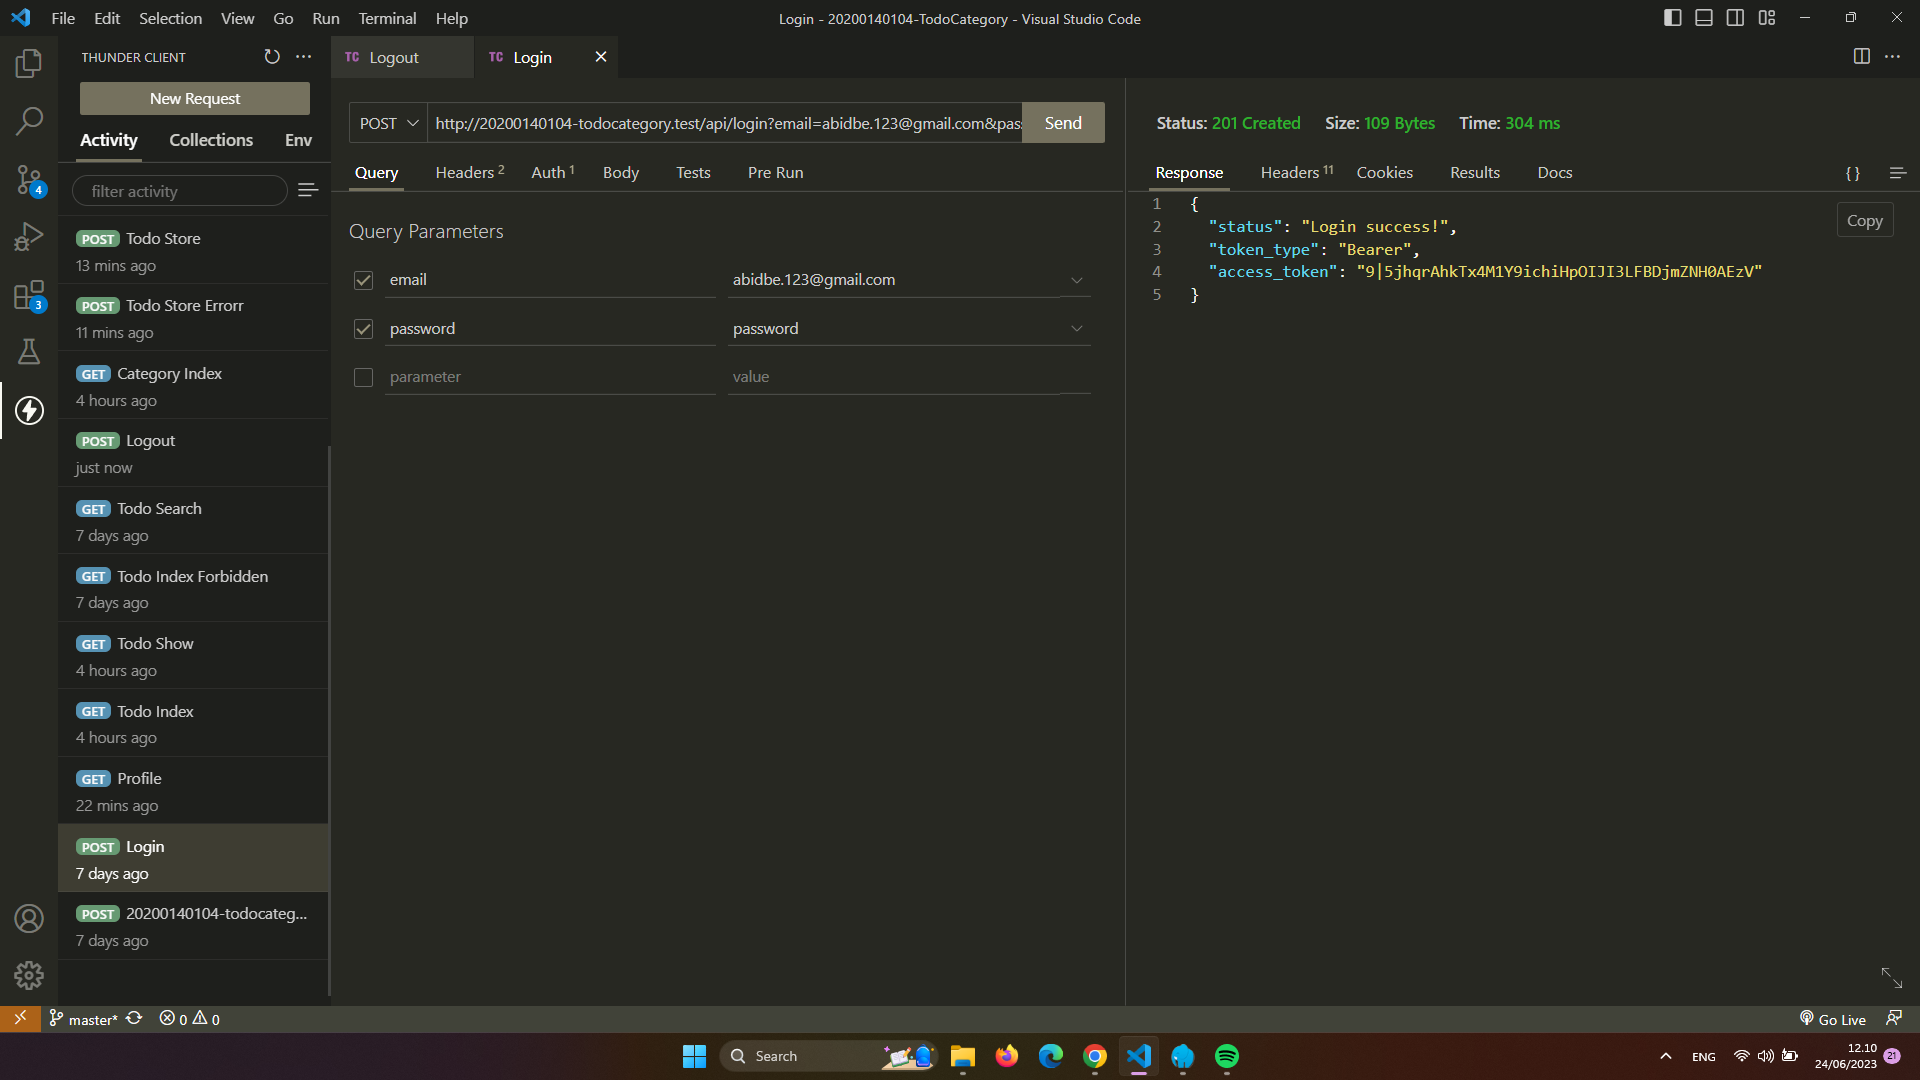 File Edit Selection View Go Run Terminal Help
Login - 20200140104-TodoCategory - Visual Studio Code
THUNDER CLIENT
New Request
Activity Collections Env
filter activity
POST Todo Store
13 mins ago
POST Todo Store Errorr
11 mins ago
GET Category Index
4 hours ago
POST Logout
just now
GET Todo Search
7 days ago
GET Todo Index Forbidden
7 days ago
GET Todo Show
4 hours ago
GET Todo Index
4 hours ago
GET Profile
22 mins ago
POST Login
7 days ago
POST 20200140104-todocateg...
7 days ago
TC Logout
TC Login
POST http://20200140104-todocategory.test/api/login?email=abidbe.123@gmail.com&pas Send
Query Headers 2 Auth 1 Body Tests Pre Run
Query Parameters
email abidbe.123@gmail.com
password password
parameter value
Status: 201 Created Size: 109 Bytes Time: 304 ms
Response Headers 11 Cookies Results Docs { }
Copy
1 {
2 "status": "Login success!",
3 "token_type": "Bearer",
4 "access_token": "9|5jhqrAhkTx4M1Y9ichiHpOIJI3LFBDjmZNH0AEzV"
5 }
4
3
master* 0 0
Go Live
Search
ENG
12.10
24/06/2023
21